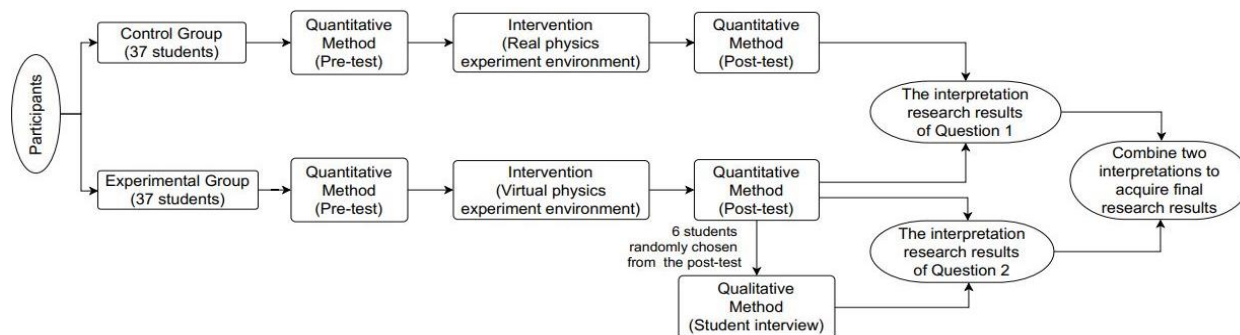 Participants
Control Group
(37 students)
Quantitative
Method
(Pre-test)
Intervention
(Real physics
experiment environment)
Quantitative
Method
(Post-test)
The interpretation
research results
of Question 1
Combine two
interpretations to
acquire final
research results
Experimental Group
(37 students)
Quantitative
Method
(Pre-test)
Intervention
(Virtual physics
experiment environment)
Quantitative
Method
(Post-test)
6 students
randomly chosen
from the post-test
The interpretation
research results
of Question 2
Qualitative
Method
(Student interview)